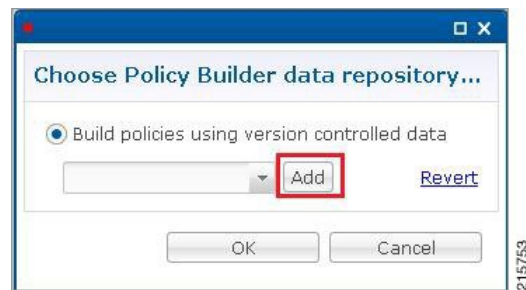 Choose Policy Builder data repository...
Build policies using version controlled data
Add
Revert
OK
Cancel
215753